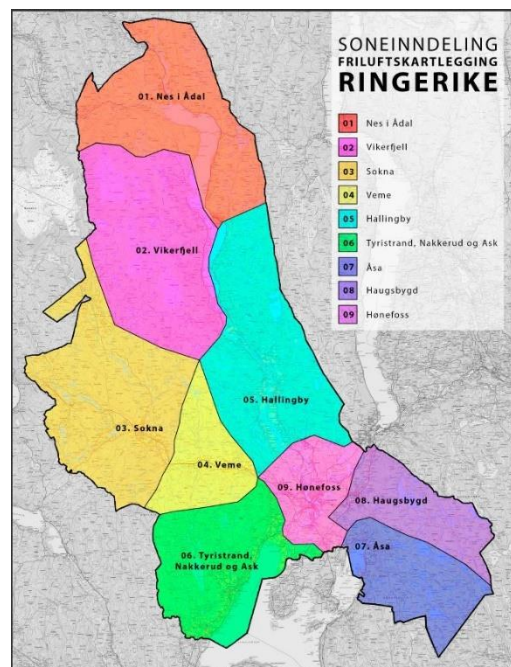 SONEINNDELING
FRILUFTSKARTLEGGING
RINGERIKE
01 Nes i Ådal
02 Vikerfjell
03 Sokna
04 Veme
05 Hallingby
06 Tyristrand, Nakkerud og Ask
07 Åsa
08 Haugsbygd
09 Hønefoss
01. Nes i Ådal
02. Vikerfjell
03. Sokna
05. Hallingby
04. Veme
09. Hønefoss
08. Haugsbygd
07. Åsa
06. Tyristrand,
Nakkerud og Ask